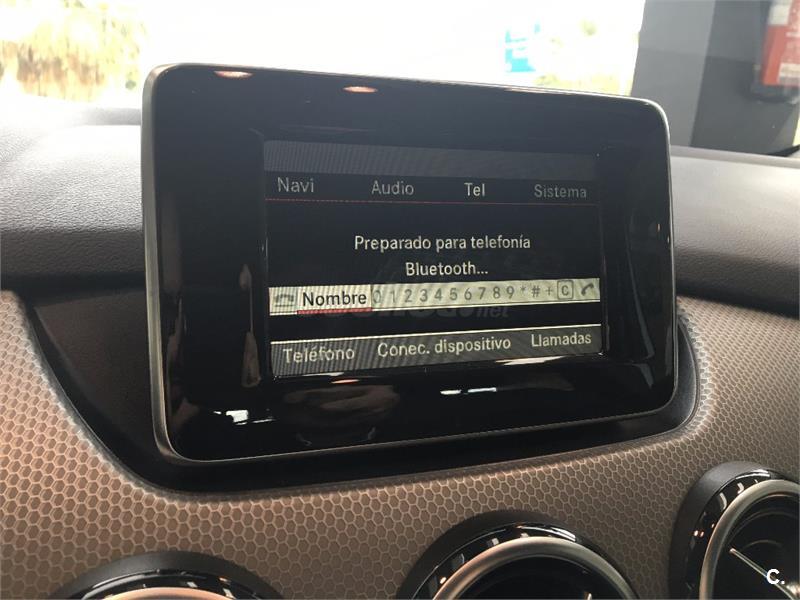 Navi Audio Tel Sistema
Preparado para telefonía
Bluetooth...
Nombre 0 1 2 3 4 5 6 7 8 9 * # + C
Teléfono Conec. dispositivo Llamadas
C.